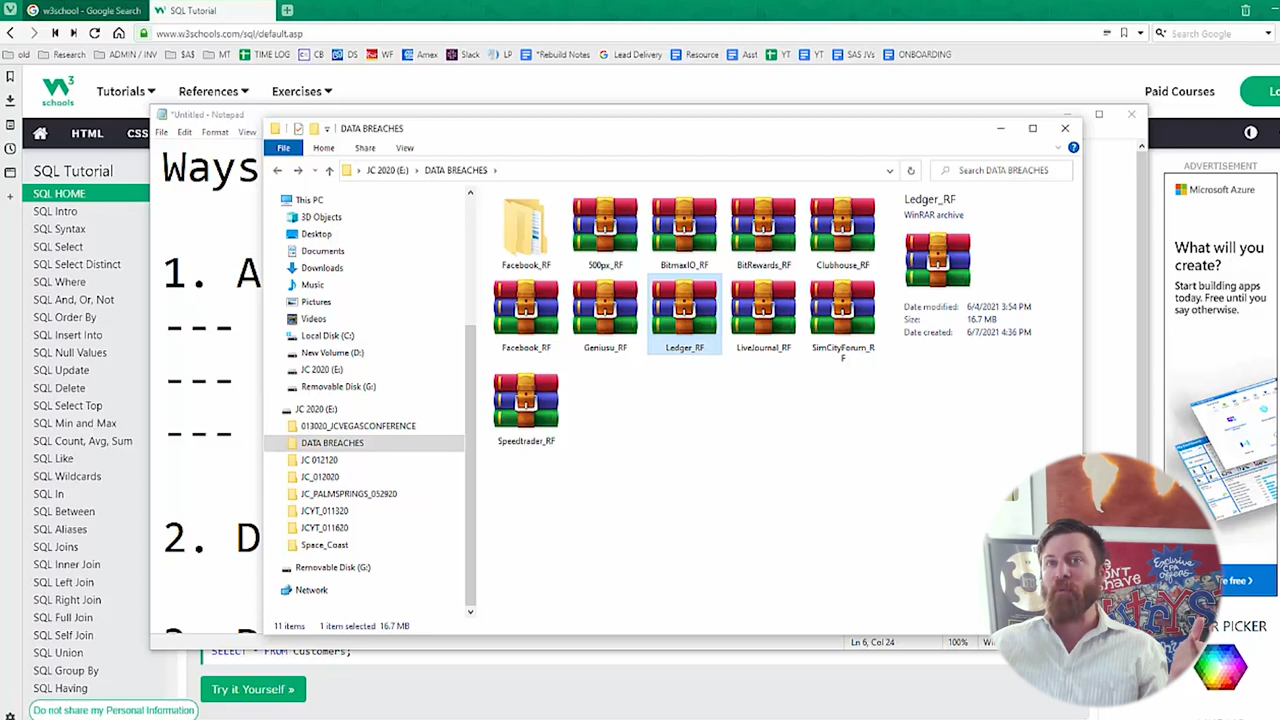 w3school - Google Search
SQL Tutorial
www.w3schools.com/sql/default.asp
Search Google
old
Research
ADMIN / INV
$A$
MT
TIME LOG
CB
DS
WF
Amex
Slack
LP
*Rebuild Notes
Lead Delivery
Resource
Asst
YT
YT
SAS JVs
ONBOARDING
w3
schools
Tutorials
References
Exercises
Paid Courses
HTML
CSS
SQL Tutorial
SQL HOME
SQL Intro
SQL Syntax
SQL Select
SQL Select Distinct
SQL Where
SQL And, Or, Not
SQL Order By
SQL Insert Into
SQL Null Values
SQL Update
SQL Delete
SQL Select Top
SQL Min and Max
SQL Count, Avg, Sum
SQL Like
SQL Wildcards
SQL In
SQL Between
SQL Aliases
SQL Joins
SQL Inner Join
SQL Left Join
SQL Right Join
SQL Full Join
SQL Self Join
SQL Union
SQL Group By
SQL Having
Do not share my Personal Information
*Untitled - Notepad
File Edit Format View
Ways
1. A
---
---
---
2. D
DATA BREACHES
File Home Share View
JC 2020 (E:) > DATA BREACHES >
Search DATA BREACHES
This PC
3D Objects
Desktop
Documents
Downloads
Music
Pictures
Videos
Local Disk (C:)
New Volume (D:)
JC 2020 (E:)
Removable Disk (G:)
JC 2020 (E:)
013020_JCVEGASCONFERENCE
DATA BREACHES
JC 012120
JC_012020
JC_PALMSPRINGS_052920
JCYT_011320
JCYT_011620
Space_Coast
Removable Disk (G:)
Network
Facebook_RF
500px_RF
BitmaxIO_RF
BitRewards_RF
Clubhouse_RF
Facebook_RF
Geniusu_RF
Ledger_RF
LiveJournal_RF
SimCityForum_R
F
Speedtrader_RF
Ledger_RF
WinRAR archive
Date modified: 6/4/2021 3:54 PM
Size: 16.7 MB
Date created: 6/7/2021 4:36 PM
11 items 1 item selected 16.7 MB
Ln 6, Col 24
100%
SELECT * FROM Customers;
Try it Yourself »
ADVERTISEMENT
Microsoft Azure
What will you
create?
Start building apps
today. Free until you
say otherwise.
Exclusive
CPA
offers